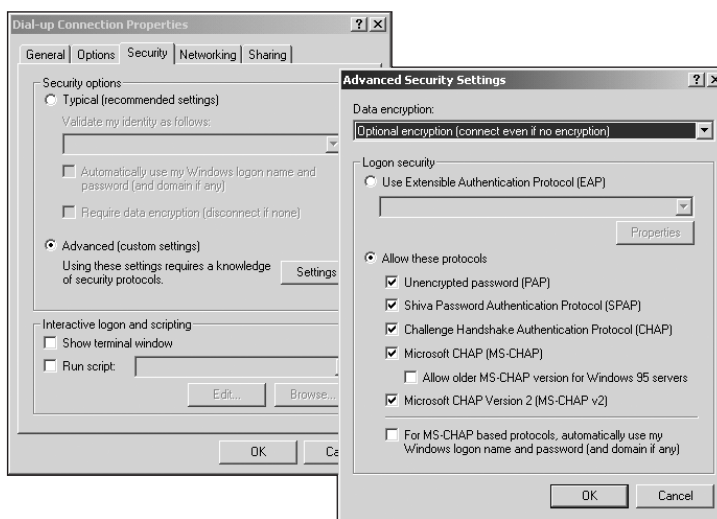 Dial-up Connection Properties
General Options Security Networking Sharing
Security options
Typical (recommended settings)
Validate my identity as follows:
Automatically use my Windows logon name and
password (and domain if any)
Require data encryption (disconnect if none)
Advanced (custom settings)
Using these settings requires a knowledge
of security protocols.
Settings
Interactive logon and scripting
Show terminal window
Run script:
Edit... Browse...
OK Ca
Advanced Security Settings
Data encryption:
Optional encryption (connect even if no encryption)
Logon security
Use Extensible Authentication Protocol (EAP)
Properties
Allow these protocols
Unencrypted password (PAP)
Shiva Password Authentication Protocol (SPAP)
Challenge Handshake Authentication Protocol (CHAP)
Microsoft CHAP (MS-CHAP)
Allow older MS-CHAP version for Windows 95 servers
Microsoft CHAP Version 2 (MS-CHAP v2)
For MS-CHAP based protocols, automatically use my
Windows logon name and password (and domain if any)
OK Cancel